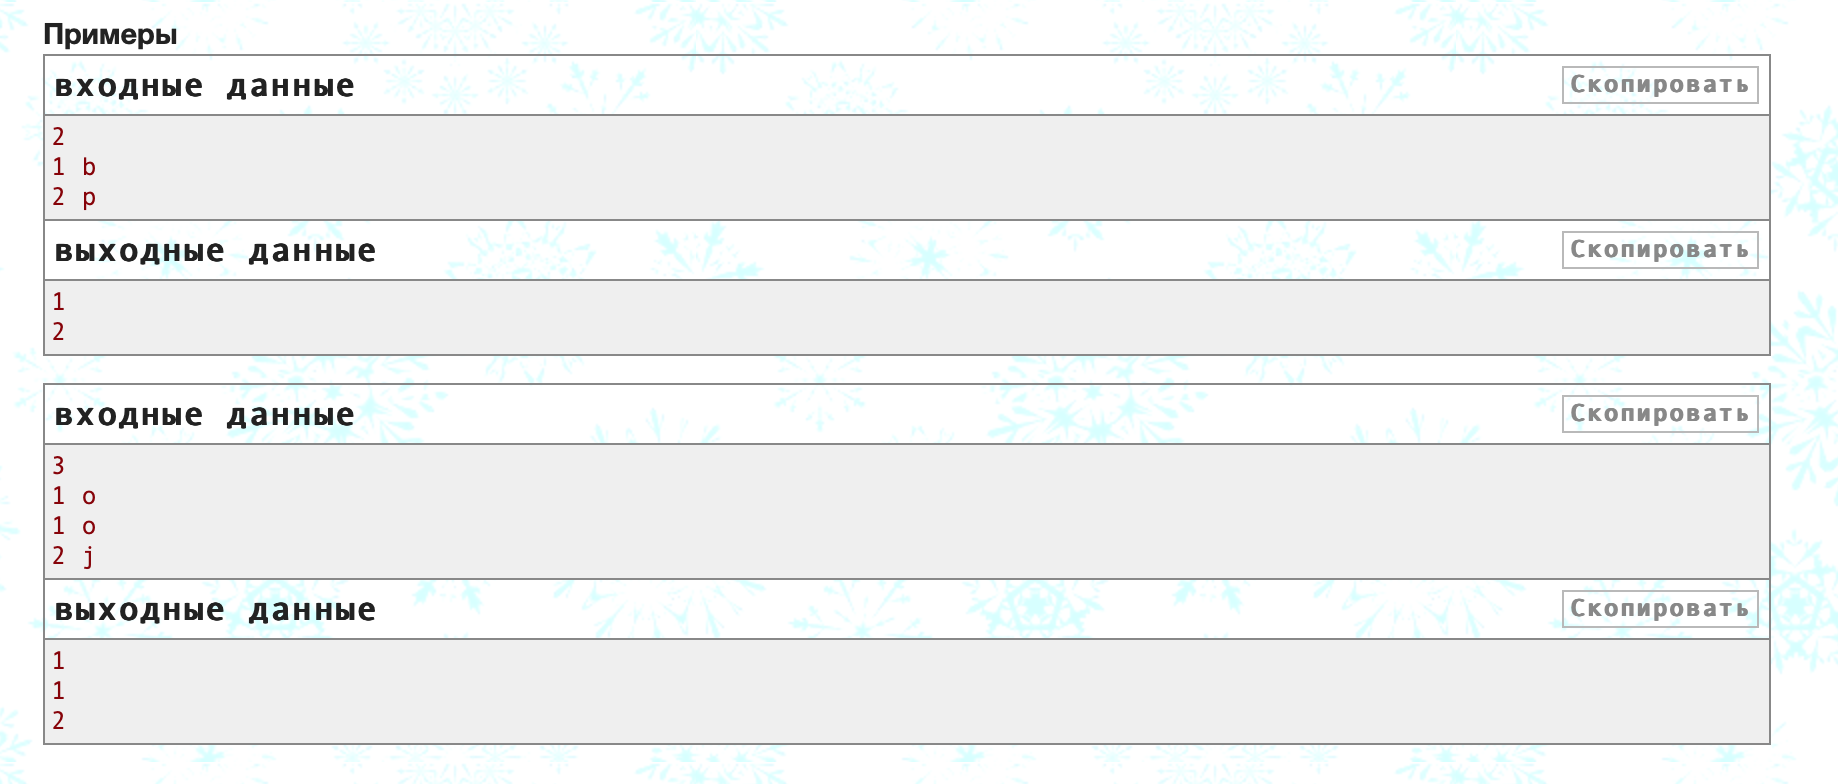 Примеры
входные данные
Скопировать
2
1 b
2 p
выходные данные
Скопировать
1
2
входные данные
Скопировать
3
1 o
1 o
2 j
выходные данные
Скопировать
1
1
2